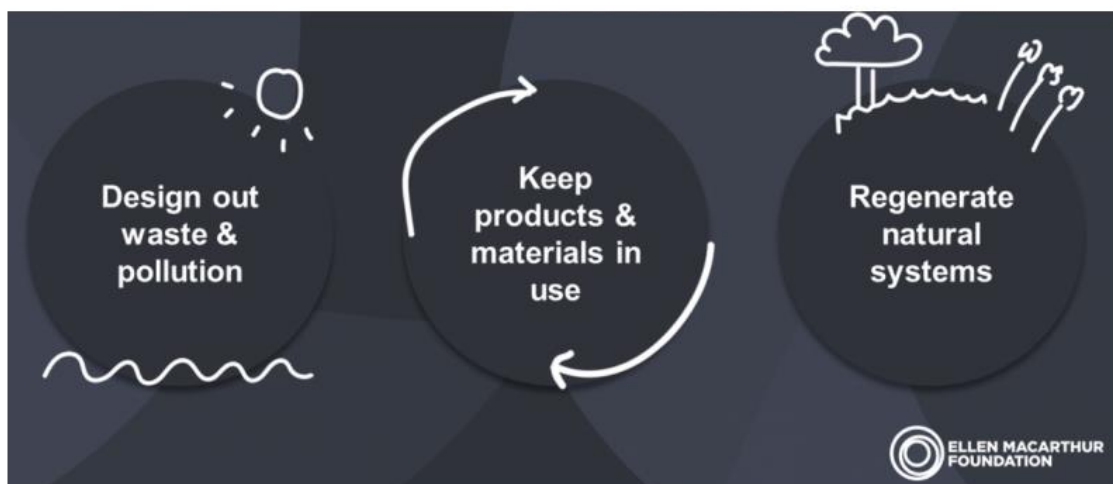 Design out
waste &
pollution
Keep
products &
materials in
use
Regenerate
natural
systems
ELLEN MACARTHUR
FOUNDATION